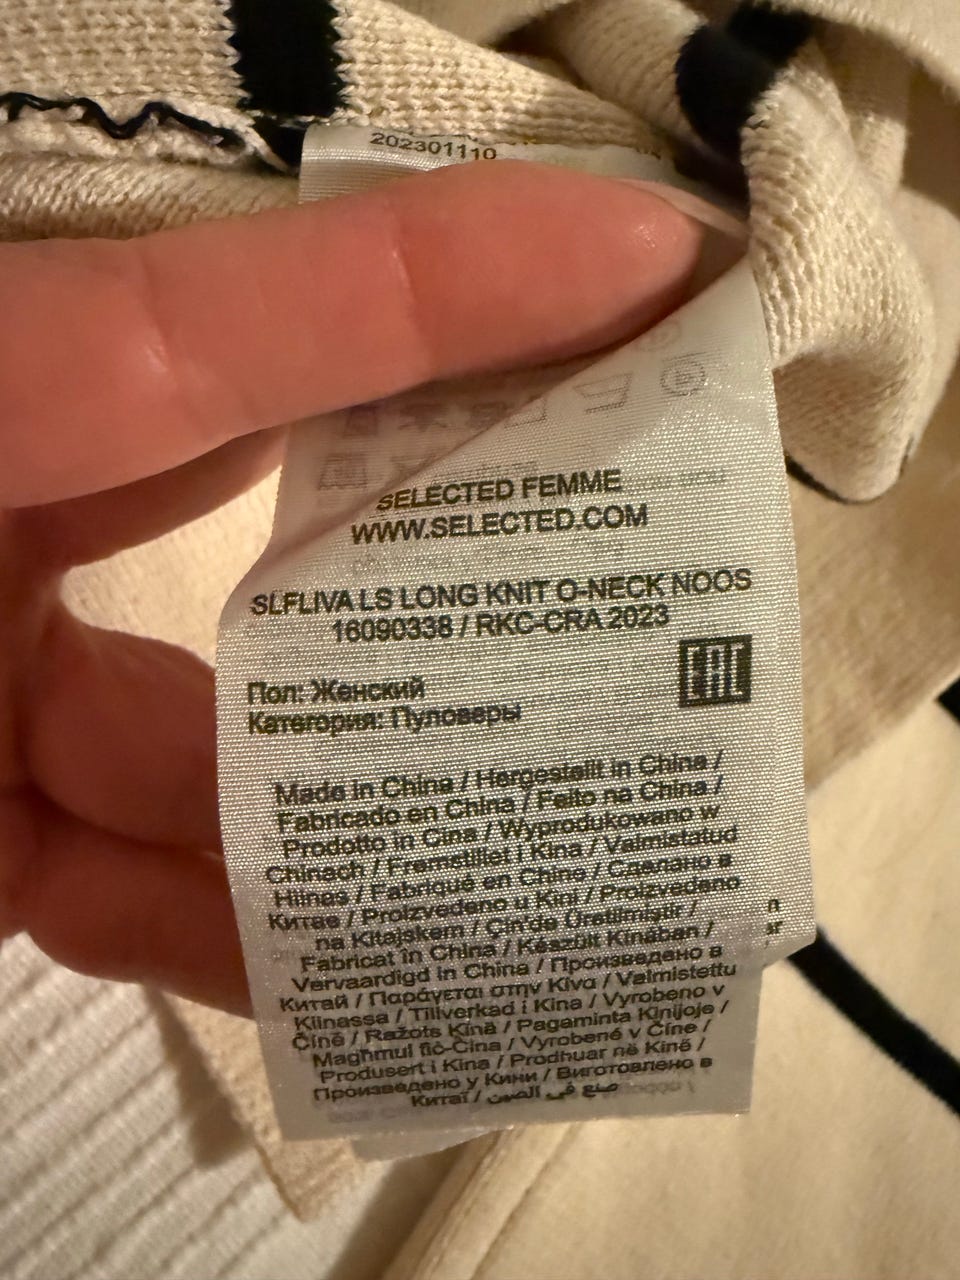 202301110
SELECTED FEMME
WWW.SELECTED.COM
SLFLIVA LS LONG KNIT O-NECK NOOS
16090338 / RKC-CRA 2023
EAC
Пол: Женский
Категория: Пуловеры
Made in China / Hergestellt in China /
Fabricado en China / Feito na China /
Prodotto in Cina / Wyprodukowano w
Chinach / Fremstillet i Kina / Valmistatud
Hiinas / Fabriqué en Chine / Сделано в
Китае / Proizvedeno u Kini / Proizvedeno
na Kitajskem / Çin'de Üretilmiştir /
Fabricat în China / Készült Kínában /
Vervaardigd in China / Произведено в
Китай / Παράγεται στην Κίνα / Valmistettu
Kiinassa / Tillverkad i Kina / Vyrobeno v
Číně / Ražots Ķīnā / Pagaminta Kinijoje /
Magħmul fiċ-Ċina / Vyrobené v Číne /
Produsert i Kina / Prodhuar në Kinë /
Произведено у Кини / Виготовлено в
Китаї / صنع في الصين